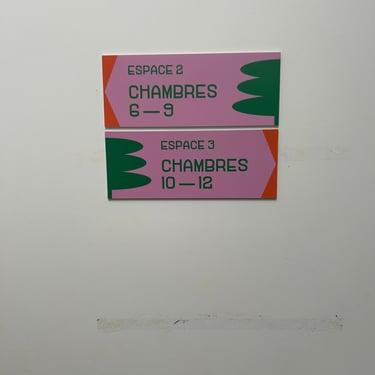 ESPACE 2
CHAMBRES
6 — 9
ESPACE 3
CHAMBRES
10 — 12